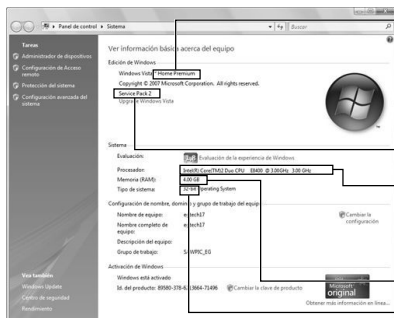 Panel de control ▸ Sistema
Buscar
Tareas
Administrador de dispositivos
Configuración de Acceso
remoto
Protección del sistema
Configuración avanzada del
sistema
Vea también
Windows Update
Centro de seguridad
Rendimiento
Ver información básica acerca del equipo
Edición de Windows
Windows Vista™ Home Premium
Copyright © 2007 Microsoft Corporation. All rights reserved.
Service Pack 2
Upgrade Windows Vista
Sistema
Evaluación: Evaluación de la experiencia de Windows
Procesador: Intel(R) Core(TM)2 Duo CPU E8400 @ 3.00GHz 3.00 GHz
Memoria (RAM): 4.00 GB
Tipo de sistema: 32-bit Operating System
Configuración de nombre, dominio y grupo de trabajo del equipo
Nombre de equipo:
Cambiar la
configuración
Nombre completo de
equipo:
Descripción del equipo:
Grupo de trabajo:
Activación de Windows
Windows está activado
Id. del producto: Cambiar la clave de producto
Microsoft
original
Obtener más información en línea...